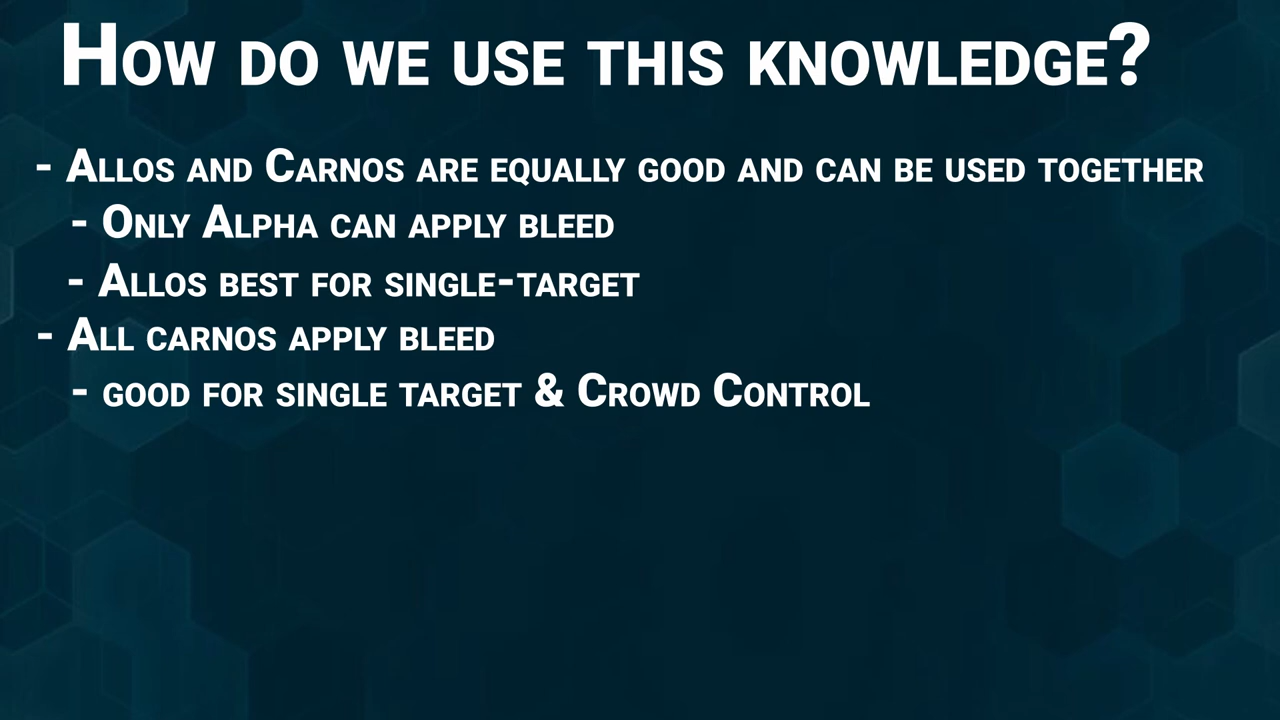 How do we use this knowledge?
- Allos and Carnos are equally good and can be used together
- Only Alpha can apply bleed
- Allos best for single-target
- All carnos apply bleed
- good for single target & Crowd Control